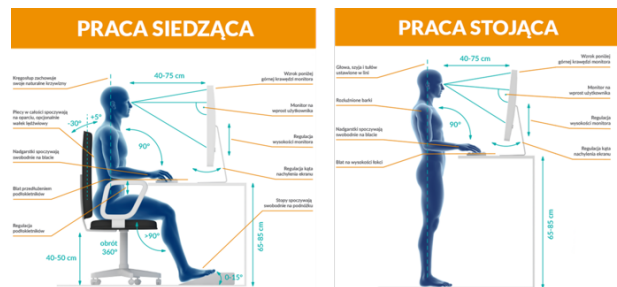 PRACA SIEDZĄCA
40-75 cm
Kręgosłup zachowuje
swoje naturalne krzywizny
Wzrok poniżej
górnej krawędzi monitora
+5°
-30°
Plecy w całości spoczywają
na oparciu, opcjonalnie
wałek lędźwiowy
Monitor na
wprost użytkownika
90°
Regulacja
wysokości monitora
Nadgarstki spoczywają
swobodnie na blacie
Regulacja kąta
nachylenia ekranu
Blat przedłużeniem
podłokietników
Stopy spoczywają
swobodnie na podnóżku
Regulacja
podłokietników
>90°
obrót
360°
40-50 cm
65-85 cm
0-15°
PRACA STOJĄCA
40-75 cm
Głowa, szyja i tułów
ustawione w linii
Wzrok poniżej
górnej krawędzi monitora
Rozluźnione barki
Monitor na
wprost użytkownika
90°
Regulacja
wysokości monitora
Nadgarstki spoczywają
swobodnie na blacie
Regulacja kąta
nachylenia ekranu
Blat na wysokości łokci
65-85 cm